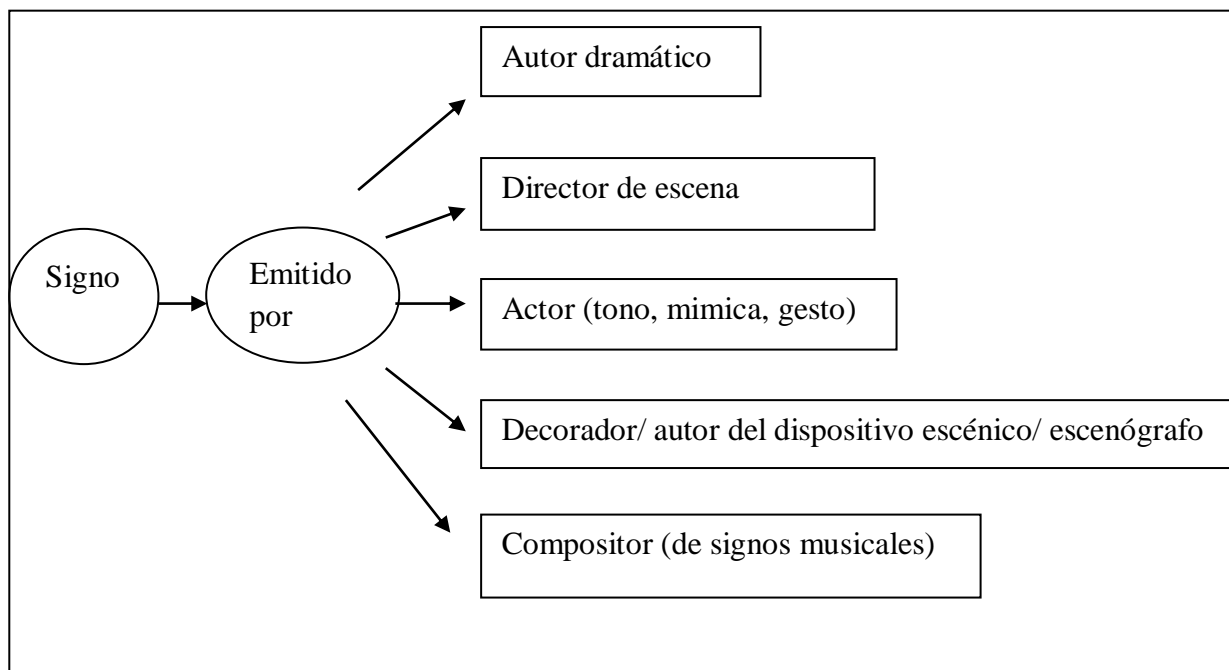 Autor dramático
Director de escena
Signo
Emitido
por
Actor (tono, mimica, gesto)
Decorador/ autor del dispositivo escénico/ escenógrafo
Compositor (de signos musicales)